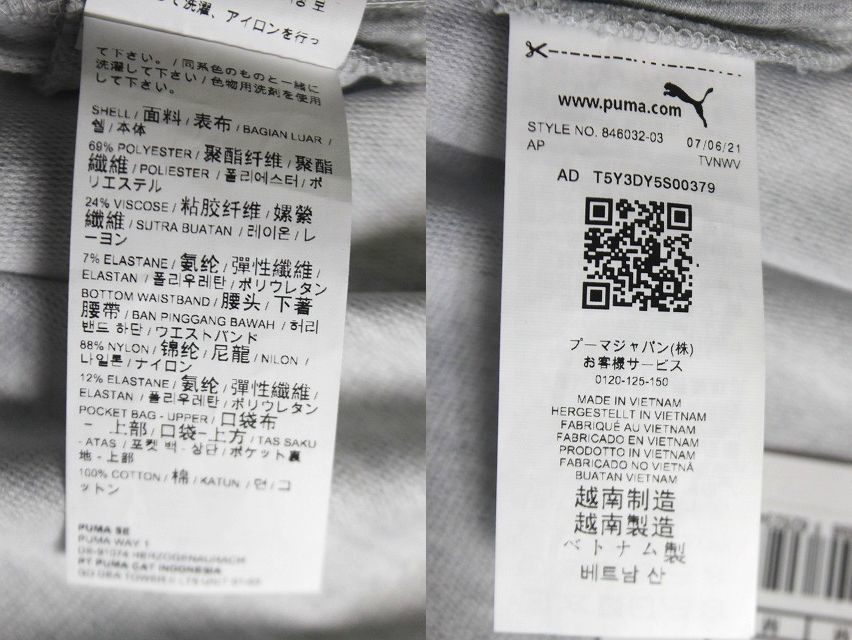 て洗濯、アイロンを行っ
て下さい。/同系色のものと一緒に
洗濯して下さい/色物用洗剤を使用
して下さい。
SHELL / 面料 / 表布 / BAGIAN LUAR /
쉘 / 本体
69% POLYESTER / 聚酯纤维 / 聚酯
纖維 / POLIESTER / 폴리에스터 / ポ
リエステル
24% VISCOSE / 粘胶纤维 / 嫘縈
纖維 / SUTRA BUATAN / 레이온 / レ
ーヨン
7% ELASTANE / 氨纶 / 彈性纖維 /
ELASTAN / 폴리우레탄 / ポリウレタン
BOTTOM WAISTBAND / 腰头 / 下著
腰帶 / BAN PINGGANG BAWAH / 허리
밴드 하단 / ウエストバンド
88% NYLON / 锦纶 / 尼龍 / NILON /
나일론 / ナイロン
12% ELASTANE / 氨纶 / 彈性纖維 /
ELASTAN / 폴리우레탄 / ポリウレタン
POCKET BAG - UPPER / 口袋布
- 上部 / 口袋-上方 / TAS SAKU
- ATAS / 포켓 백 - 상단 / ポケット裏
地 - 上部
100% COTTON / 棉 / KATUN / 면 / コ
ットン
PUMA SE
PUMA WAY 1
DE-91074 HERZOGENAURACH
PT PUMA CAT INDONESIA
www.puma.com
STYLE NO. 846032-03 07/06/21
AP TVNWV
AD T5Y3DY5S00379
プーマジャパン(株)
お客様サービス
0120-125-150
MADE IN VIETNAM
HERGESTELLT IN VIETNAM
FABRIQUÉ AU VIETNAM
FABRICADO EN VIETNAM
PRODOTTO IN VIETNAM
FABRICADO NO VIETNÃ
BUATAN VIETNAM
越南制造
越南製造
ベトナム製
베트남 산